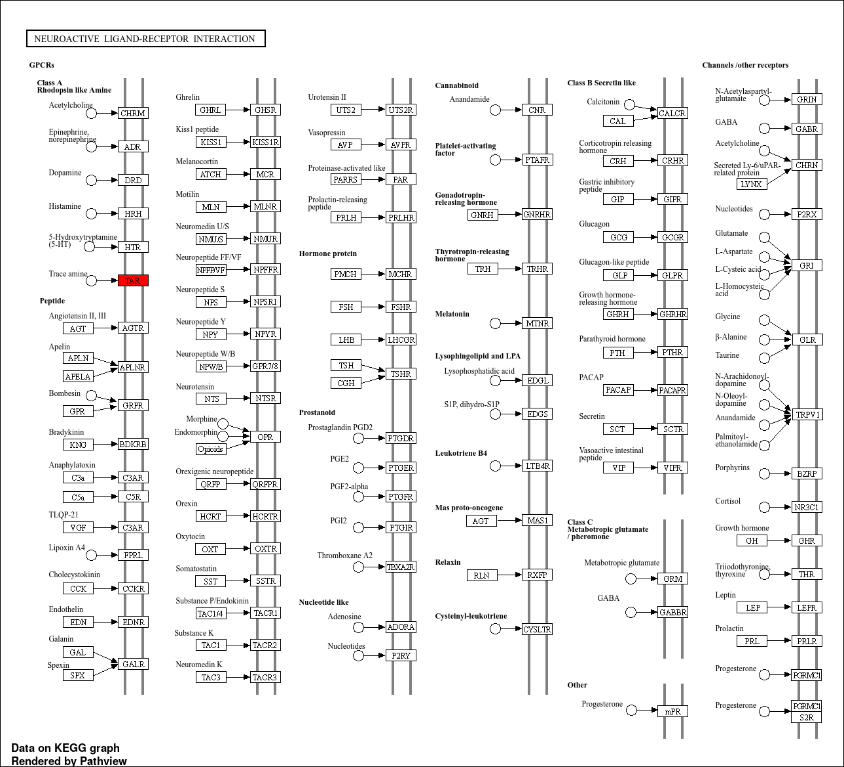 NEUROACTIVE LIGAND-RECEPTOR INTERACTION
GPCRs
Class A
Rhodopsin like Amine
Acetylcholine
CHRM
Epinephrine,
norepinephrine
ADR
Dopamine
DRD
Histamine
HRH
5-Hydroxytryptamine
(5-HT)
HTR
Trace amine
TAR
Peptide
Angiotensin II, III
AGT
AGTR
Apelin
APLN
APELA
APLNR
Bombesin
GPR
GRPR
Bradykinin
KNG
BDKRB
Anaphylatoxin
C3a
C3AR
C5a
C5R
TLQP-21
VGF
C3AR
Lipoxin A4
FPRL
Cholecystokinin
CCK
CCKR
Endothelin
EDN
EDNR
Galanin
GAL
Spexin
SPX
GALR
Ghrelin
GHRL
GHSR
Kiss1 peptide
KISS1
KISS1R
Melanocortin
ATCH
MCR
Motilin
MLN
MLNR
Neuromedin U/S
NMU/S
NMUR
Neuropeptide FF/VF
NPFFVF
NPFFR
Neuropeptide S
NPS
NPSR1
Neuropeptide Y
NPY
NPYR
Neuropeptide W/B
NPW/B
GPR7/8
Neurotensin
NTS
NTSR
Morphine
Endomorphin
Opioids
OPR
Orexigenic neuropeptide
QRFP
QRFPR
Orexin
HCRT
HCRTR
Oxytocin
OXT
OXTR
Somatostatin
SST
SSTR
Substance P/Endokinin
TAC1/4
TACR1
Substance K
TAC1
TACR2
Neuromedin K
TAC3
TACR3
Urotensin II
UTS2
UTS2R
Vasopressin
AVP
AVPR
Proteinase-activated like
PARRS
PAR
Prolactin-releasing
peptide
PRLH
PRLHR
Hormone protein
PMCH
MCHR
FSH
FSHR
LHB
LHCGR
TSH
CGH
TSHR
Prostanoid
Prostaglandin PGD2
PTGDR
PGE2
PTGER
PGF2-alpha
PTGFR
PGI2
PTGIR
Thromboxane A2
TBXA2R
Nucleotide like
Adenosine
ADORA
Nucleotides
P2RY
Cannabinoid
Anandamide
CNR
Platelet-activating
factor
PTAFR
Gonadotropin-
releasing hormone
GNRH
GNRHR
Thyrotropin-releasing
hormone
TRH
TRHR
Melatonin
MTNR
Lysophingolipid and LPA
Lysophosphatidic acid
EDGL
S1P, dihydro-S1P
EDGS
Leukotriene B4
LTB4R
Mas proto-oncogene
AGT
MAS1
Relaxin
RLN
RXFP
Cysteinyl-leukotriene
CYSLTR
Class B Secretin like
Calcitonin
CAL
CALCR
Corticotropin releasing
hormone
CRH
CRHR
Gastric inhibitory
peptide
GIP
GIPR
Glucagon
GCG
GCGR
Glucagon-like peptide
GLP
GLPR
Growth hormone-
releasing hormone
GHRH
GHRHR
Parathyroid hormone
PTH
PTHR
PACAP
PACAP
PACAPR
Secretin
SCT
SCTR
Vasoactive intestinal
peptide
VIP
VIPR
Class C
Metabotropic glutamate
/ pheromone
Metabotropic glutamate
GRM
GABA
GABBR
Other
Progesterone
mPR
Channels /other receptors
N-Acetylaspartyl-
glutamate
GRIN
GABA
GABR
Acetylcholine
Secreted Ly-6/uPAR-
related protein
LYNX
CHRN
Nucleotides
P2RX
Glutamate
L-Aspartate
L-Cysteic acid
L-Homocysteic
acid
GRI
Glycine
β-Alanine
Taurine
GLR
N-Arachidonoyl-
dopamine
N-Oleoyl-
dopamine
Anandamide
Palmitoyl-
ethanolamide
TRPV1
Porphyrins
BZRP
Cortisol
NR3C1
Growth hormone
GH
GHR
Triiodothyronine,
thyroxine
THR
Leptin
LEP
LEPR
Prolactin
PRL
PRLR
Progesterone
PGRMC1
Progesterone
PGRMC1
S2R
Data on KEGG graph
Rendered by Pathview